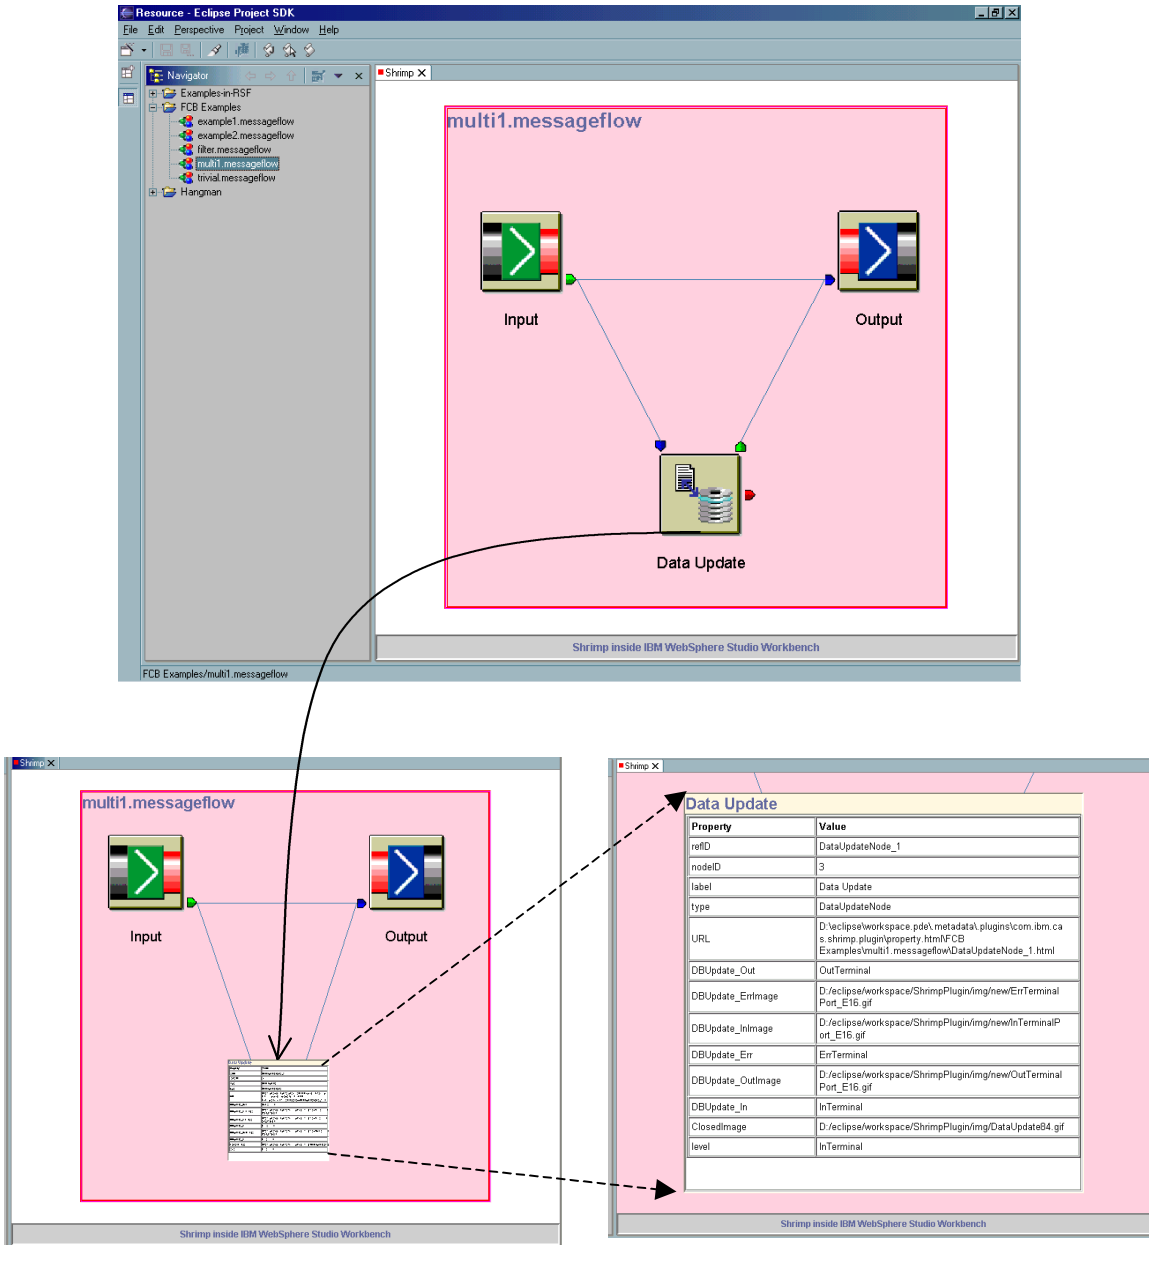 Resource - Eclipse Project SDK
File Edit Perspective Project Window Help
Navigator
Shrimp
Examples-in-RSF
FCB Examples
example1.messageflow
example2.messageflow
filter.messageflow
multi1.messageflow
trivial.messageflow
Hangman
multi1.messageflow
Input
Output
Data Update
Shrimp inside IBM WebSphere Studio Workbench
FCB Examples/multi1.messageflow
Shrimp
multi1.messageflow
Input
Output
Data Update
Shrimp inside IBM WebSphere Studio Workbench
Shrimp
Data Update
Property Value
refID DataUpdateNode_1
nodeID 3
label Data Update
type DataUpdateNode
URL D:\eclipse\workspace.pde\.metadata\.plugins\com.ibm.ca
s.shrimp.plugin\property.html\FCB
Examples\multi1.messageflow\DataUpdateNode_1.html
DBUpdate_Out OutTerminal
DBUpdate_ErrImage D:/eclipse/workspace/ShrimpPlugin/img/new/ErrTerminal
Port_E16.gif
DBUpdate_InImage D:/eclipse/workspace/ShrimpPlugin/img/new/InTerminalP
ort_E16.gif
DBUpdate_Err ErrTerminal
DBUpdate_OutImage D:/eclipse/workspace/ShrimpPlugin/img/new/OutTerminal
Port_E16.gif
DBUpdate_In InTerminal
ClosedImage D:/eclipse/workspace/ShrimpPlugin/img/DataUpdate84.gif
level InTerminal
Shrimp inside IBM WebSphere Studio Workbench